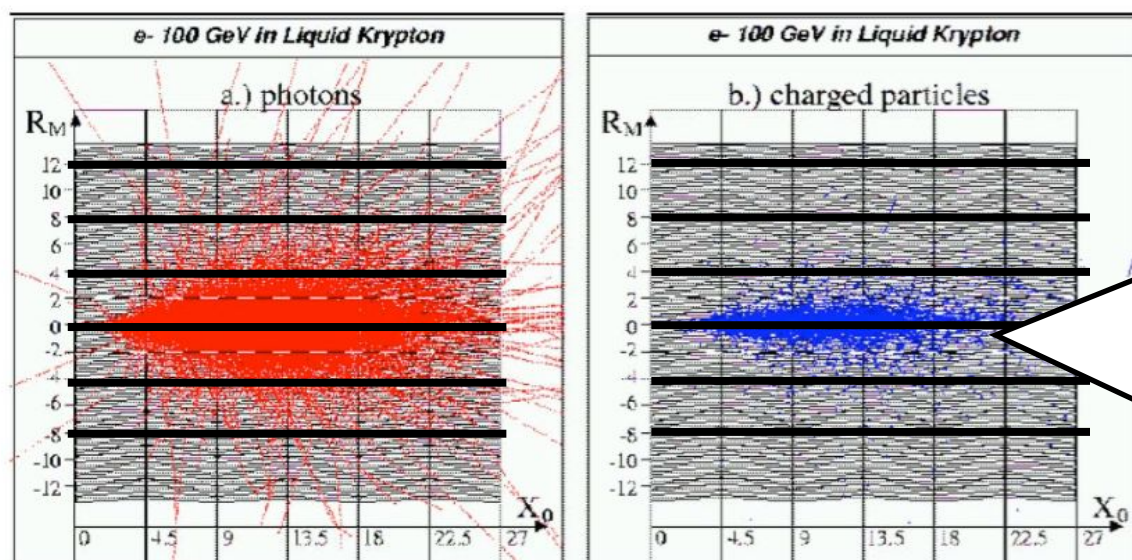 e- 100 GeV in Liquid Krypton
a.) photons
R_M
12
10
8
6
4
2
0
-2
-4
-6
-8
-10
-12
X_0
0 4.5 9 13.5 18 22.5 27
e- 100 GeV in Liquid Krypton
b.) charged particles
R_M
12
10
8
6
4
2
0
-2
-4
-6
-8
-10
-12
X_0
0 4.5 9 13.5 18 22.5 27